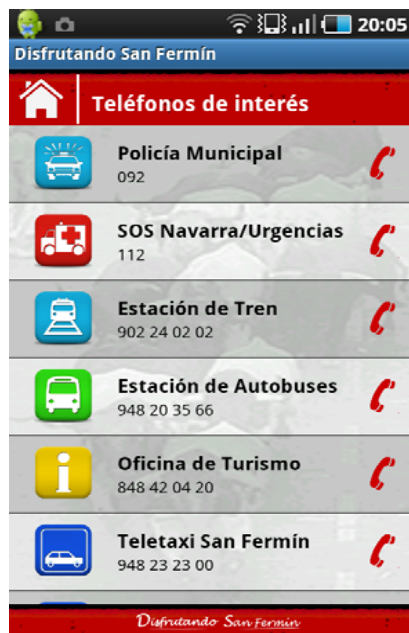 20:05
Disfrutando San Fermín
Teléfonos de interés
Policía Municipal
092
SOS Navarra/Urgencias
112
Estación de Tren
902 24 02 02
Estación de Autobuses
948 20 35 66
Oficina de Turismo
848 42 04 20
Teletaxi San Fermín
948 23 23 00
Disfrutando San Fermin